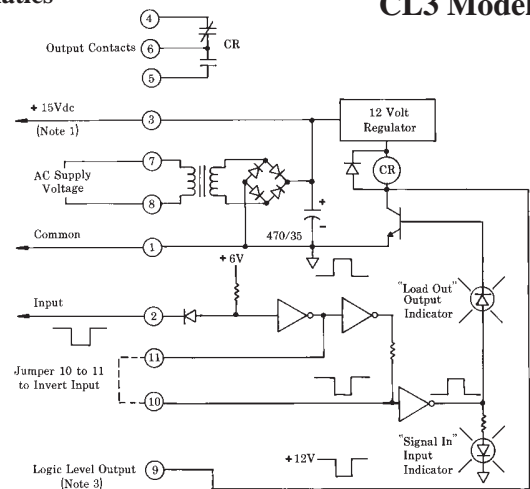 CL3 Model
4
Output Contacts
6
CR
5
+ 15Vdc
(Note 1)
3
12 Volt
Regulator
7
AC Supply
Voltage
8
CR
+
-
470/35
Common
1
+ 6V
Input
2
"Load Out"
Output
Indicator
11
Jumper 10 to 11
to Invert Input
10
"Signal In"
Input
Indicator
+12V
Logic Level Output
(Note 3)
9